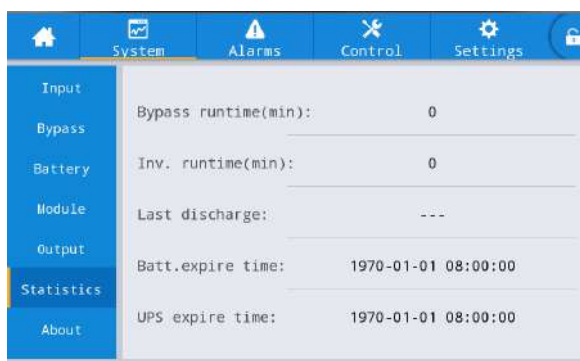 System Alarms Control Settings
Input
Bypass
Battery
Module
Output
Statistics
About
Bypass runtime(min): 0
Inv. runtime(min): 0
Last discharge: ---
Batt.expire time: 1970-01-01 08:00:00
UPS expire time: 1970-01-01 08:00:00